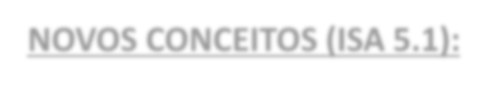 NOVOS CONCEITOS (ISA 5.1):